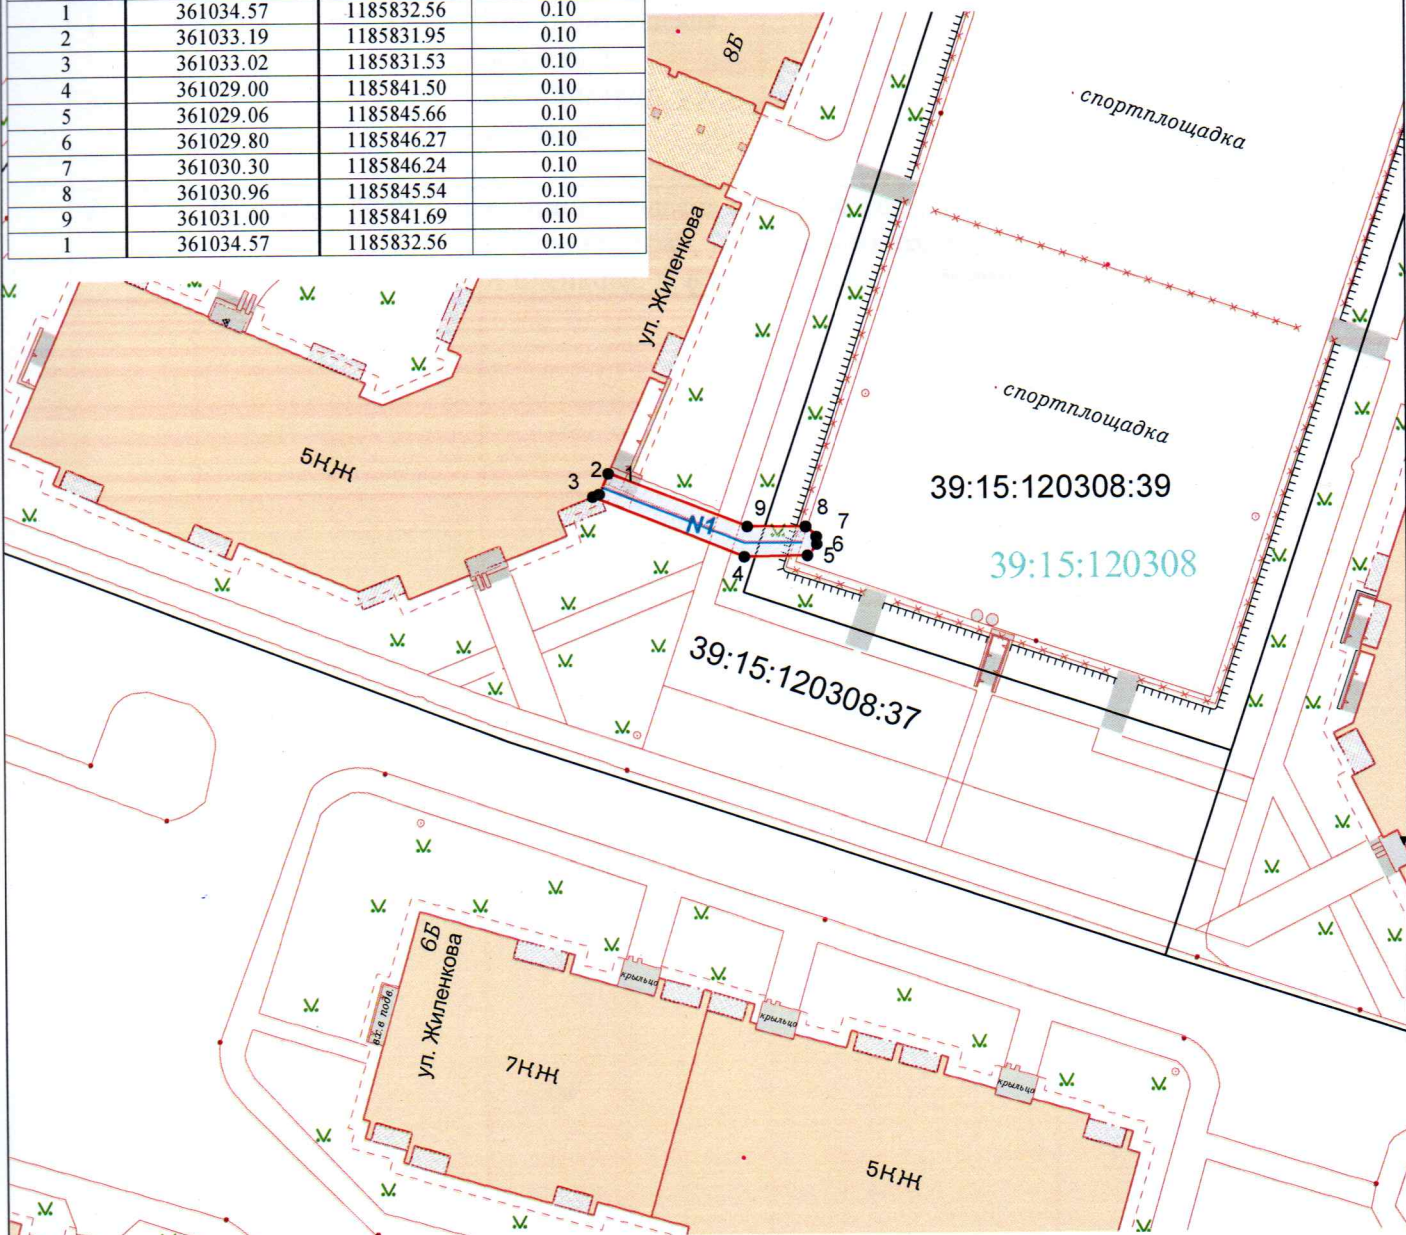 1 361034.57 1185832.56 0.10
2 361033.19 1185831.95 0.10
3 361033.02 1185831.53 0.10
4 361029.00 1185841.50 0.10
5 361029.06 1185845.66 0.10
6 361029.80 1185846.27 0.10
7 361030.30 1185846.24 0.10
8 361030.96 1185845.54 0.10
9 361031.00 1185841.69 0.10
1 361034.57 1185832.56 0.10
8Б
спортплощадка
ул. Жиленкова
спортплощадка
5КЖ
2
1
3
39:15:120308:39
N1
9
8
7
6
5
4
39:15:120308
39:15:120308:37
6Б
ул. Жиленкова
вх.в подв.
крыльцо
крыльцо
крыльцо
7КЖ
5КЖ